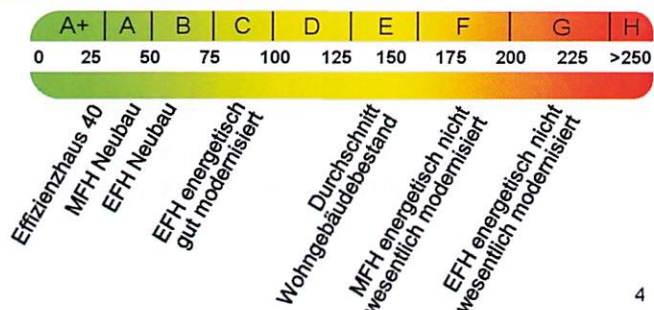 A+ A B C D E F G H
0 25 50 75 100 125 150 175 200 225 >250
Effizienzhaus 40
MFH Neubau
EFH Neubau
EFH energetisch
gut modernisiert
Durchschnitt
Wohngebäudebestand
MFH energetisch nicht
wesentlich modernisiert
EFH energetisch nicht
wesentlich modernisiert
4